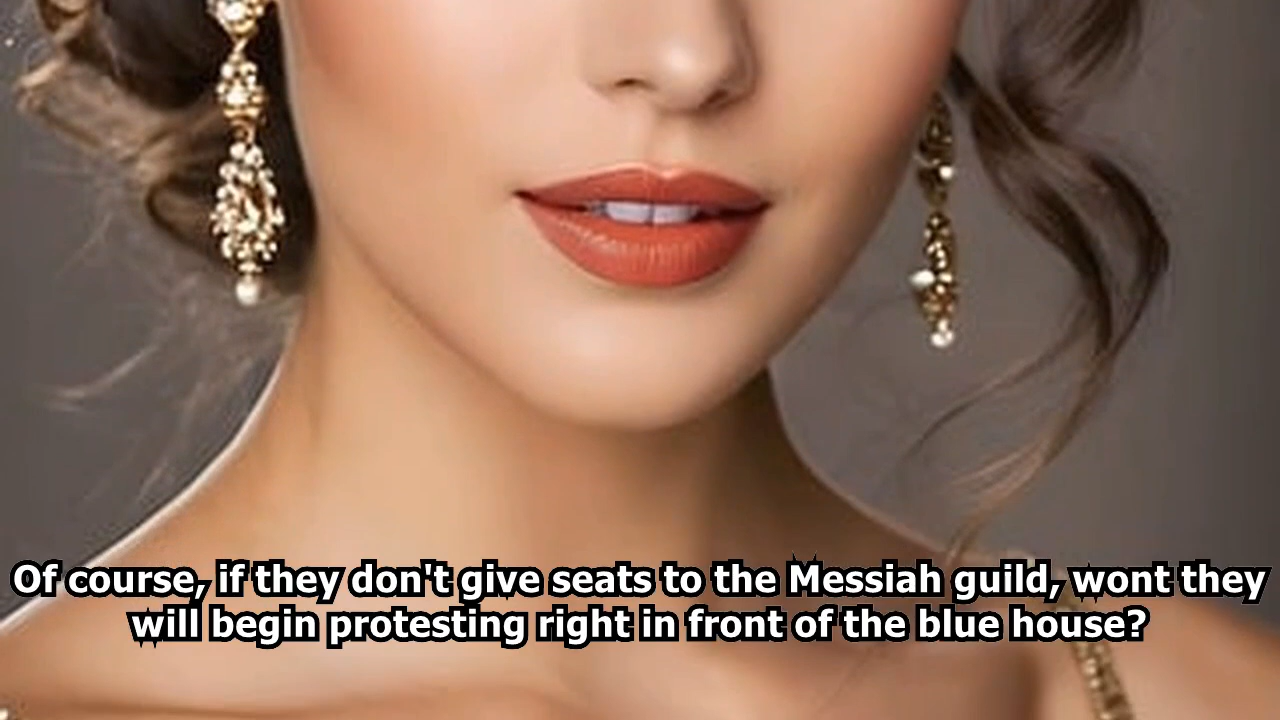 Of course, if they don't give seats to the Messiah guild, wont they
will begin protesting right in front of the blue house?